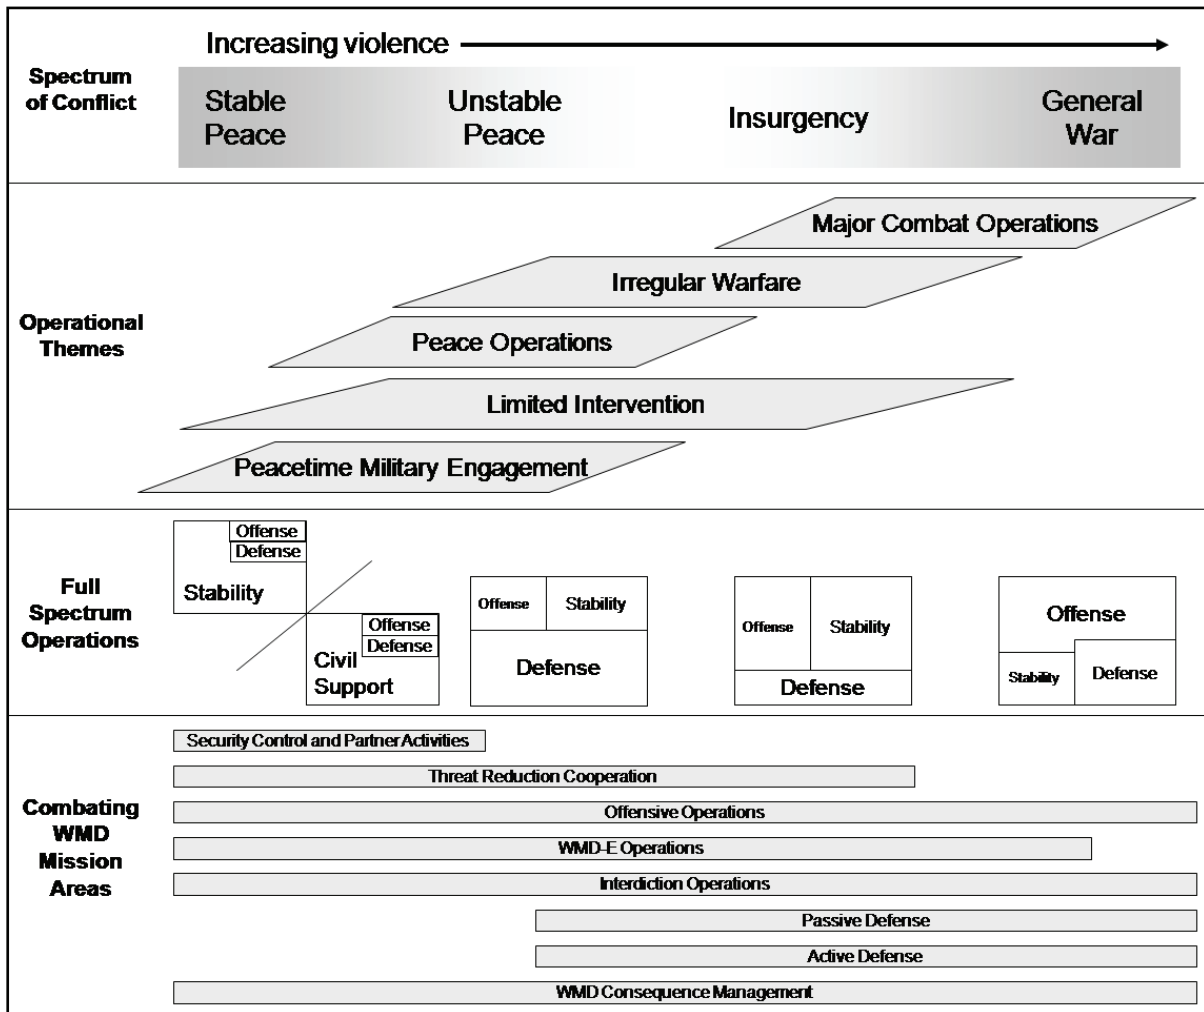 Increasing violence
Spectrum
of Conflict
Stable
Peace
Unstable
Peace
Insurgency
General
War
Operational
Themes
Major Combat Operations
Irregular Warfare
Peace Operations
Limited Intervention
Peacetime Military Engagement
Full
Spectrum
Operations
Offense
Defense
Stability
Offense
Defense
Civil
Support
Offense
Stability
Defense
Offense
Stability
Defense
Offense
Stability
Defense
Combating
WMD
Mission
Areas
Security Control and Partner Activities
Threat Reduction Cooperation
Offensive Operations
WMD-E Operations
Interdiction Operations
Passive Defense
Active Defense
WMD Consequence Management